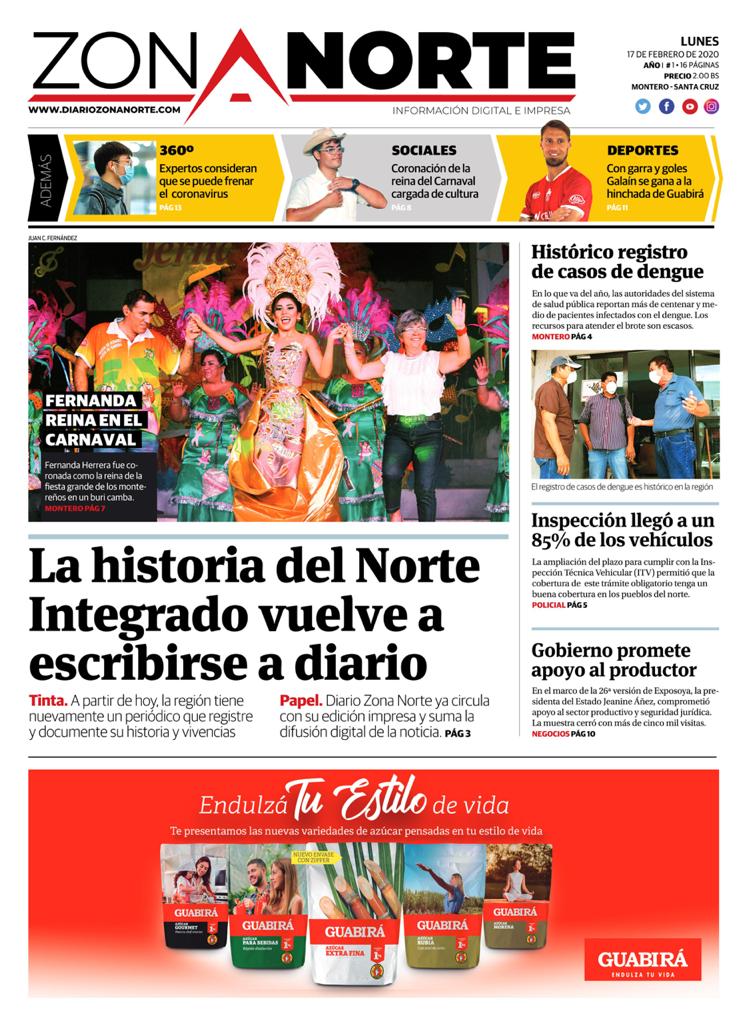 ZONA NORTE
WWW.DIARIOZONANORTE.COM
INFORMACIÓN DIGITAL E IMPRESA
LUNES
17 DE FEBRERO DE 2020
AÑO I # 1 • 16 PÁGINAS
PRECIO 2.00 BS
MONTERO - SANTA CRUZ
ADEMÁS
360º
Expertos consideran
que se puede frenar
el coronavirus
PÁG 13
SOCIALES
Coronación de la
reina del Carnaval
cargada de cultura
PÁG 8
DEPORTES
Con garra y goles
Galaín se gana a la
hinchada de Guabirá
PÁG 11
JUAN C. FERNÁNDEZ
FERNANDA
REINA EN EL
CARNAVAL
Fernanda Herrera fue co-
ronada como la reina de la
fiesta grande de los monte-
reños en un buri camba.
MONTERO PÁG 7
La historia del Norte
Integrado vuelve a
escribirse a diario
Tinta. A partir de hoy, la región tiene
nuevamente un periódico que registre
y documente su historia y vivencias
Papel. Diario Zona Norte ya circula
con su edición impresa y suma la
difusión digital de la noticia. PÁG 3
Histórico registro
de casos de dengue
En lo que va del año, las autoridades del sistema
de salud pública reportan más de centenar y me-
dio de pacientes infectados con el dengue. Los
recursos para atender el brote son escasos.
MONTERO PÁG 4
El registro de casos de dengue es histórico en la región
Inspección llegó a un
85% de los vehículos
La ampliación del plazo para cumplir con la Ins-
pección Técnica Vehicular (ITV) permitió que la
cobertura de este trámite obligatorio tenga un
buena cobertura en los pueblos del norte.
POLICIAL PÁG 5
Gobierno promete
apoyo al productor
En el marco de la 26ª versión de Exposoya, la pre-
sidenta del Estado Jeanine Áñez, comprometió
apoyo al sector productivo y seguridad jurídica.
La muestra cerró con más de cinco mil visitas.
NEGOCIOS PÁG 10
Endulzá Tu Estilo de vida
Te presentamos las nuevas variedades de azúcar pensadas en tu estilo de vida
NUEVO ENVASE
CON ZIPPER
GUABIRÁ
AZÚCAR
GOURMET
GUABIRÁ
AZÚCAR
PARA BEBIDAS
GUABIRÁ
AZÚCAR
EXTRA FINA
GUABIRÁ
AZÚCAR
RUBIA
GUABIRÁ
AZÚCAR
MORENA
GUABIRÁ
ENDULZA TU VIDA